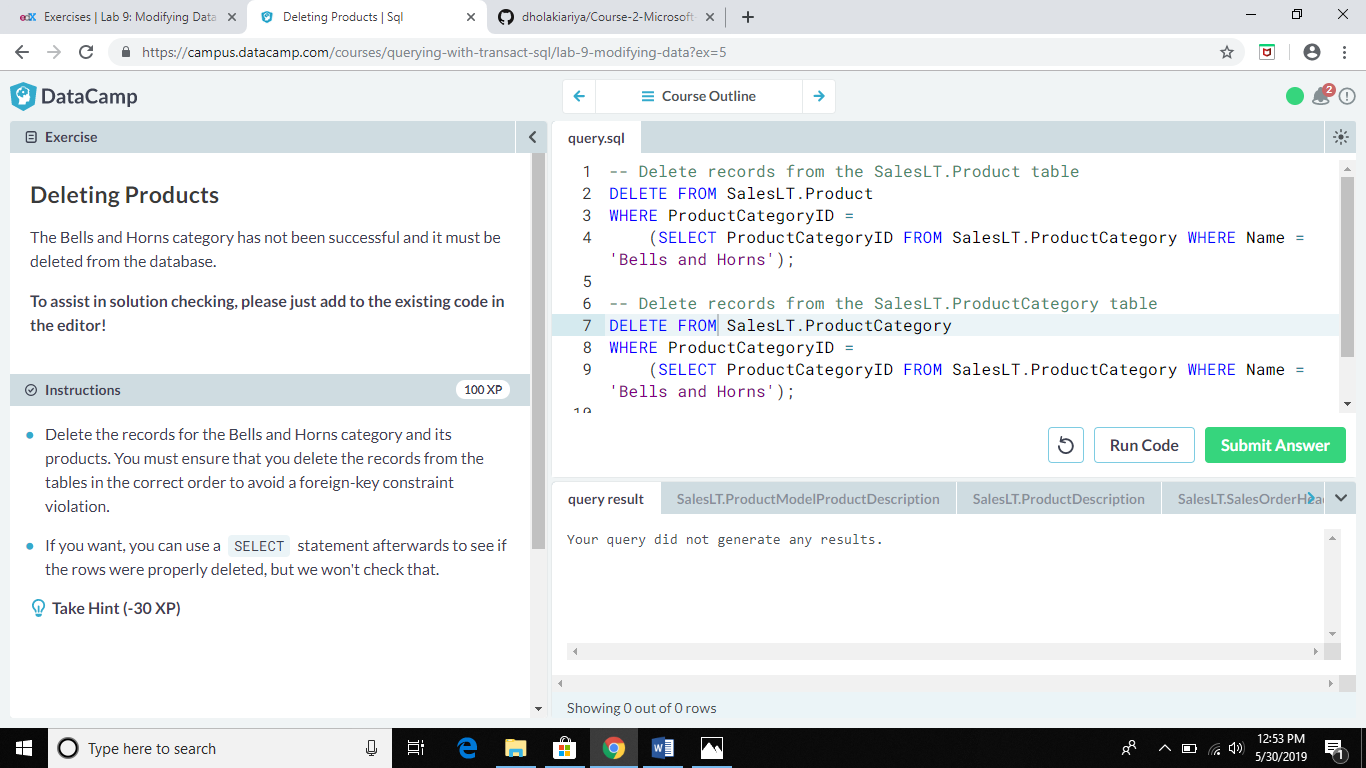 edX Exercises | Lab 9: Modifying Data
Deleting Products | Sql
dholakiariya/Course-2-Microsoft
https://campus.datacamp.com/courses/querying-with-transact-sql/lab-9-modifying-data?ex=5
DataCamp
Course Outline
2
Exercise
Deleting Products
The Bells and Horns category has not been successful and it must be
deleted from the database.
To assist in solution checking, please just add to the existing code in
the editor!
Instructions
100 XP
Delete the records for the Bells and Horns category and its
products. You must ensure that you delete the records from the
tables in the correct order to avoid a foreign-key constraint
violation.
If you want, you can use a SELECT statement afterwards to see if
the rows were properly deleted, but we won't check that.
Take Hint (-30 XP)
query.sql
1 -- Delete records from the SalesLT.Product table
2 DELETE FROM SalesLT.Product
3 WHERE ProductCategoryID =
4 (SELECT ProductCategoryID FROM SalesLT.ProductCategory WHERE Name =
'Bells and Horns');
5
6 -- Delete records from the SalesLT.ProductCategory table
7 DELETE FROM SalesLT.ProductCategory
8 WHERE ProductCategoryID =
9 (SELECT ProductCategoryID FROM SalesLT.ProductCategory WHERE Name =
'Bells and Horns');
10
Run Code
Submit Answer
query result
SalesLT.ProductModelProductDescription
SalesLT.ProductDescription
Your query did not generate any results.
Showing 0 out of 0 rows
Type here to search
12:53 PM
5/30/2019
1